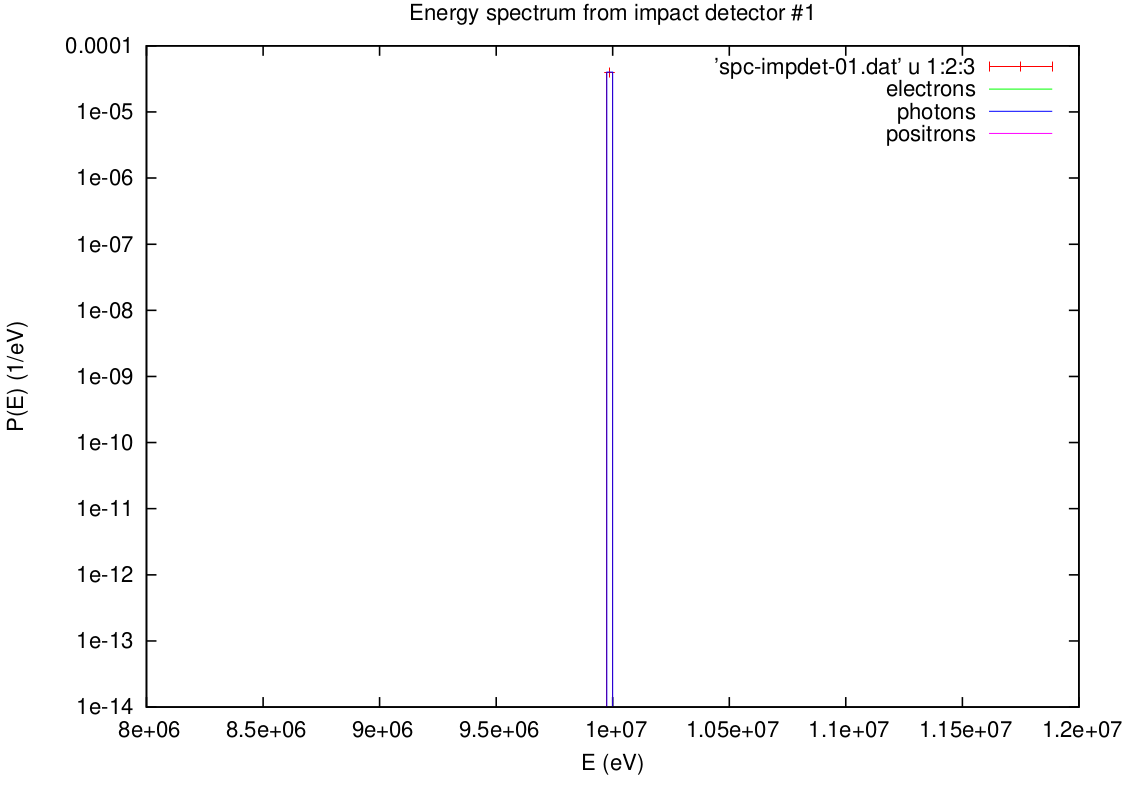 Energy spectrum from impact detector #1
0.0001
1e-05
1e-06
1e-07
1e-08
1e-09
1e-10
1e-11
1e-12
1e-13
1e-14
P(E) (1/eV)
'spc-impdet-01.dat' u 1:2:3
electrons
photons
positrons
8e+06 8.5e+06 9e+06 9.5e+06 1e+07 1.05e+07 1.1e+07 1.15e+07 1.2e+07
E (eV)